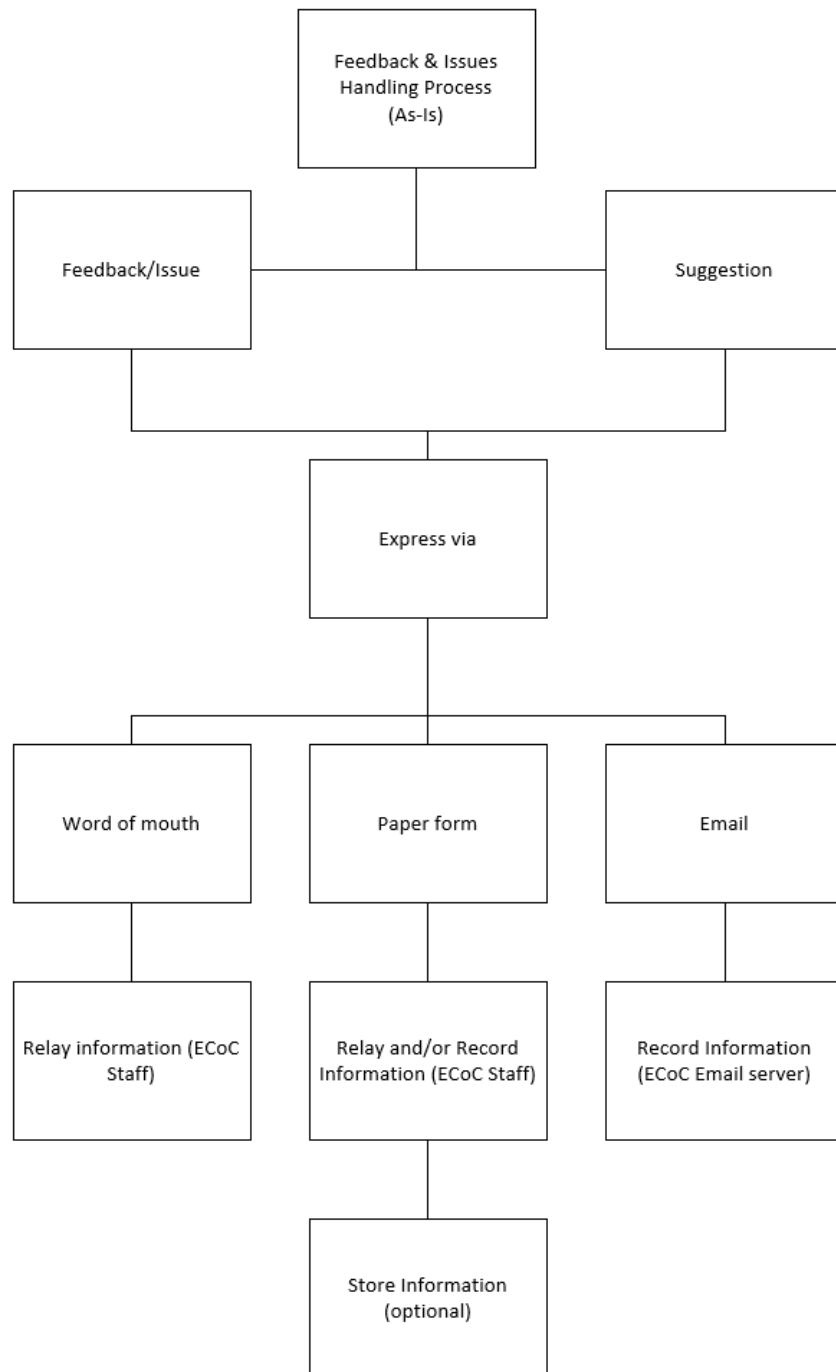 Feedback & Issues
Handling Process
(As-Is)
Feedback/Issue
Suggestion
Express via
Word of mouth
Paper form
Email
Relay information (ECoC
Staff)
Relay and/or Record
Information (ECoC Staff)
Record Information
(ECoC Email server)
Store Information
(optional)